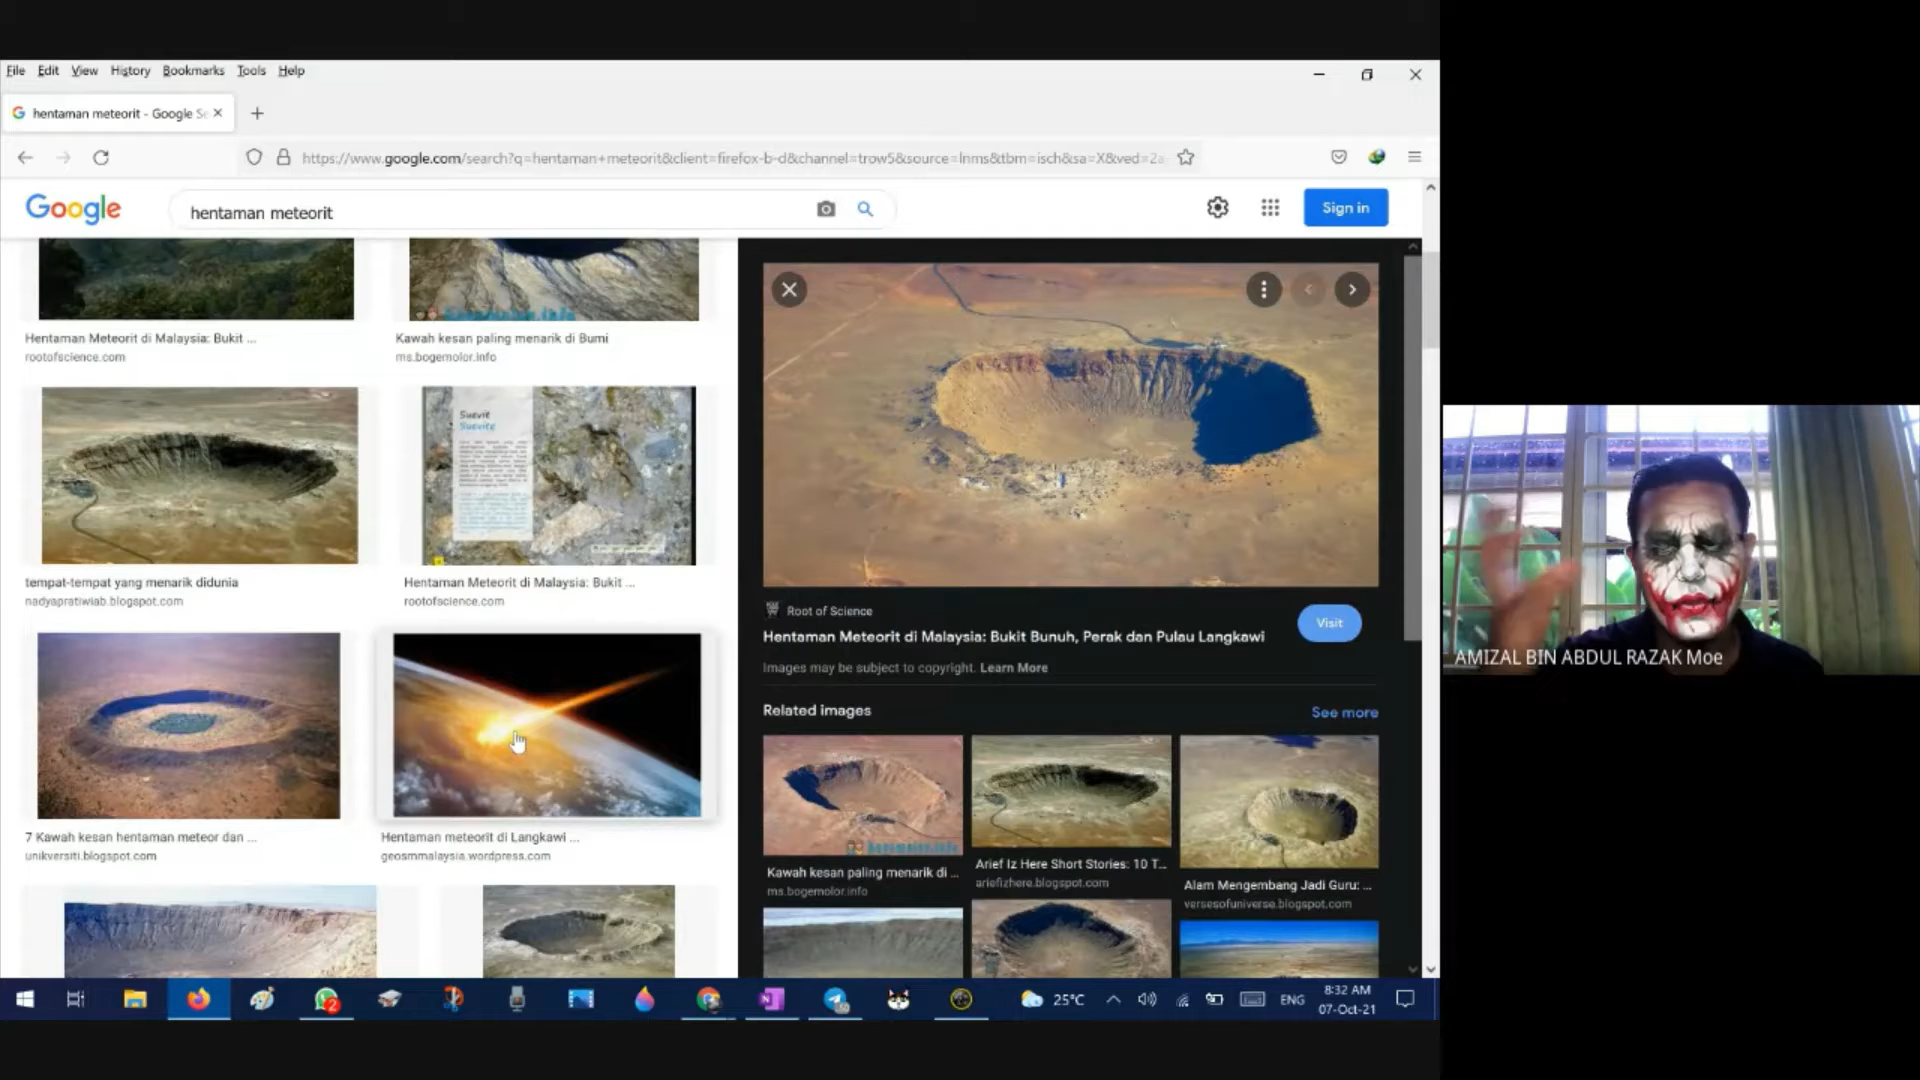 File Edit View History Bookmarks Tools Help
hentaman meteorit - Google Se
https://www.google.com/search?q=hentaman+meteorit&client=firefox-b-d&channel=trow5&source=lnms&tbm=isch&sa=X&ved=2a
Google
hentaman meteorit
Sign in
Hentaman Meteorit di Malaysia: Bukit ...
rootofscience.com
Kawah kesan paling menarik di Bumi
ms.bogemolor.info
Suevit
Suevite
tempat-tempat yang menarik didunia
nadyapratiwiab.blogspot.com
Hentaman Meteorit di Malaysia: Bukit ...
rootofscience.com
7 Kawah kesan hentaman meteor dan ...
unikversiti.blogspot.com
Hentaman meteorit di Langkawi ...
geosmmalaysia.wordpress.com
Root of Science
Visit
Hentaman Meteorit di Malaysia: Bukit Bunuh, Perak dan Pulau Langkawi
Images may be subject to copyright. Learn More
Related images
See more
Kawah kesan paling menarik di ...
ms.bogemolor.info
Arief Iz Here Short Stories: 10 T...
ariefizhere.blogspot.com
Alam Mengembang Jadi Guru: ...
versesofuniverse.blogspot.com
AMIZAL BIN ABDUL RAZAK Moe
2
25°C
ENG
8:32 AM
07-Oct-21